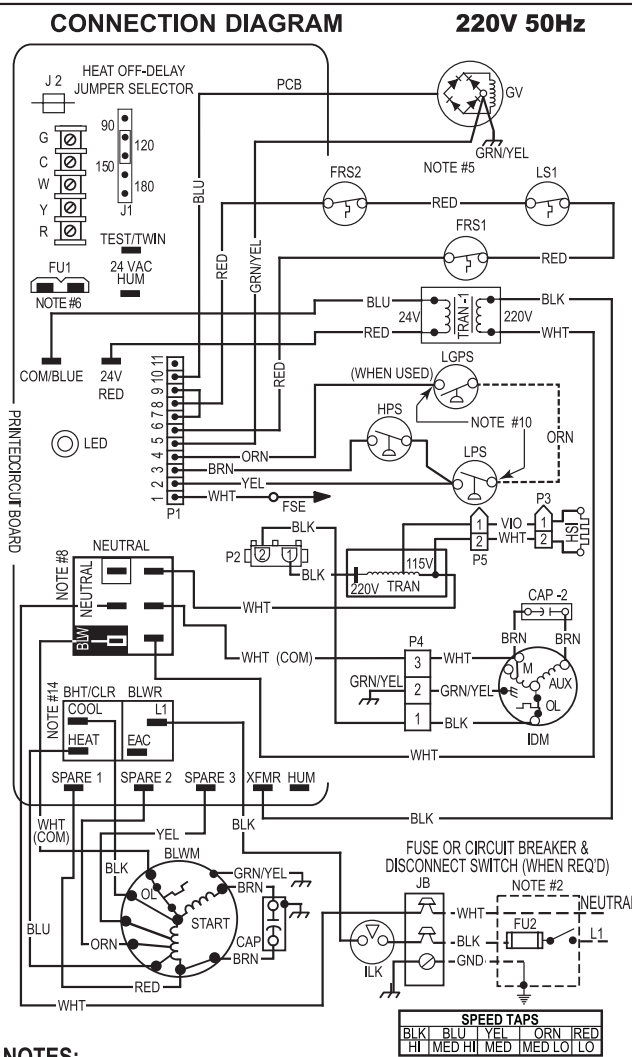 CONNECTION DIAGRAM 220V 50Hz
J 2
HEAT OFF-DELAY
JUMPER SELECTOR
90
120
150
180
J1
G
C
W
Y
R
TEST/TWIN
24 VAC
HUM
FU1
NOTE #6
COM/BLUE
24V
RED
LED
PRINTEDCIRCUIT BOARD
PCB
BLU
RED
GRN/YEL
RED
GV
GRN/YEL
NOTE #5
FRS2
RED
LS1
FRS1
RED
BLU
24V
RED
TRAN-1
BLK
220V
WHT
LGPS
(WHEN USED)
HPS
NOTE #10
LPS
ORN
11
10
9
8
7
6
5
4
3
2
1
P1
ORN
BRN
YEL
WHT
FSE
BLK
P2
2
1
BLK
220V
115V
TRAN
P3
1
VIO
1
2
WHT
2
P5
HSI
NOTE #8
NEUTRAL
NEUTRAL
BLW
WHT
WHT (COM)
CAP -2
BRN
BRN
P4
3
WHT
GRN/YEL
2
GRN/YEL
1
BLK
M
AUX
OL
IDM
WHT
NOTE #14
BHT/CLR
BLWR
COOL
L1
HEAT
EAC
SPARE 1
SPARE 2
SPARE 3
XFMR
HUM
BLK
WHT
(COM)
YEL
BLK
BLWM
BLK
OL
GRN/YEL
BRN
START
CAP
BLU
ORN
BRN
RED
WHT
FUSE OR CIRCUIT BREAKER &
DISCONNECT SWITCH (WHEN REQ'D)
JB
NOTE #2
WHT
NEUTRAL
FU2
BLK
L1
ILK
GND
SPEED TAPS
BLK BLU YEL ORN RED
HI MED HI MED MED LO LO
NOTES: